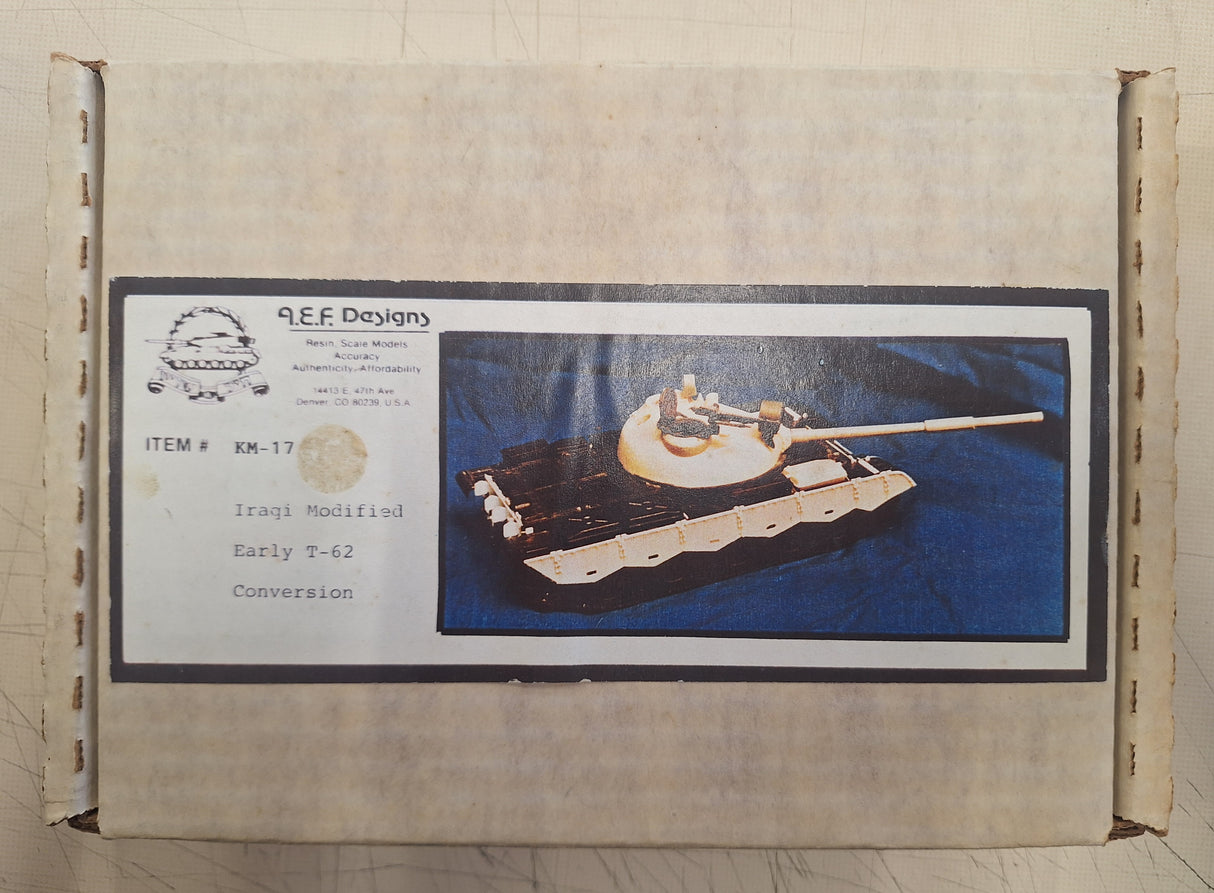 A.E.F. Designs
Resin, Scale Models
Accuracy
Authenticity, Affordability
14413 E. 47th Ave
Denver, CO 80239, U.S.A.
ITEM # KM-17
Iraqi Modified
Early T-62
Conversion